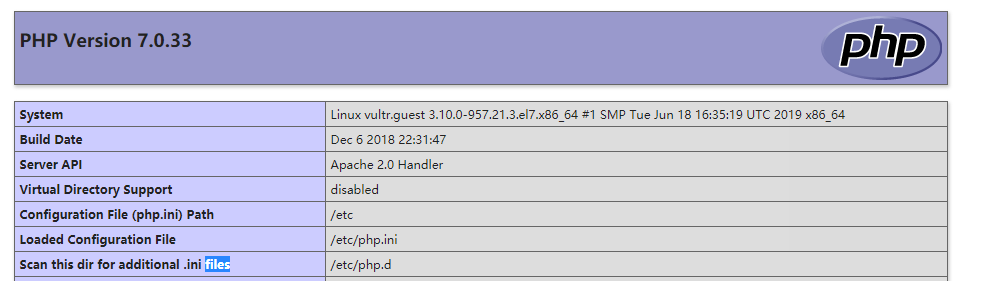 PHP Version 7.0.33
php
System Linux vultr.guest 3.10.0-957.21.3.el7.x86_64 #1 SMP Tue Jun 18 16:35:19 UTC 2019 x86_64
Build Date Dec 6 2018 22:31:47
Server API Apache 2.0 Handler
Virtual Directory Support disabled
Configuration File (php.ini) Path /etc
Loaded Configuration File /etc/php.ini
Scan this dir for additional .ini files /etc/php.d